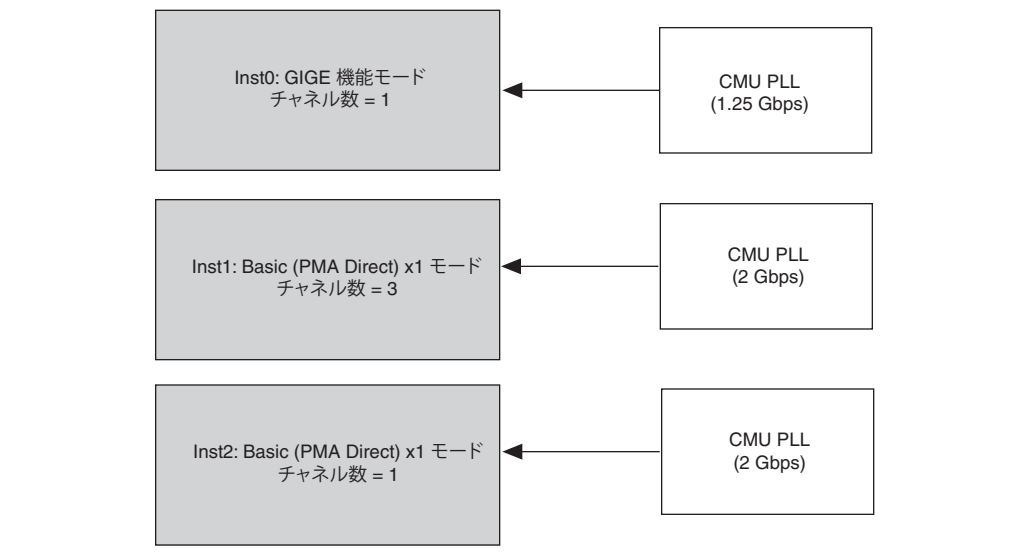 Inst0: GIGE 機能モード
チャネル数 = 1
CMU PLL
(1.25 Gbps)
Inst1: Basic (PMA Direct) x1 モード
チャネル数 = 3
CMU PLL
(2 Gbps)
Inst2: Basic (PMA Direct) x1 モード
チャネル数 = 1
CMU PLL
(2 Gbps)